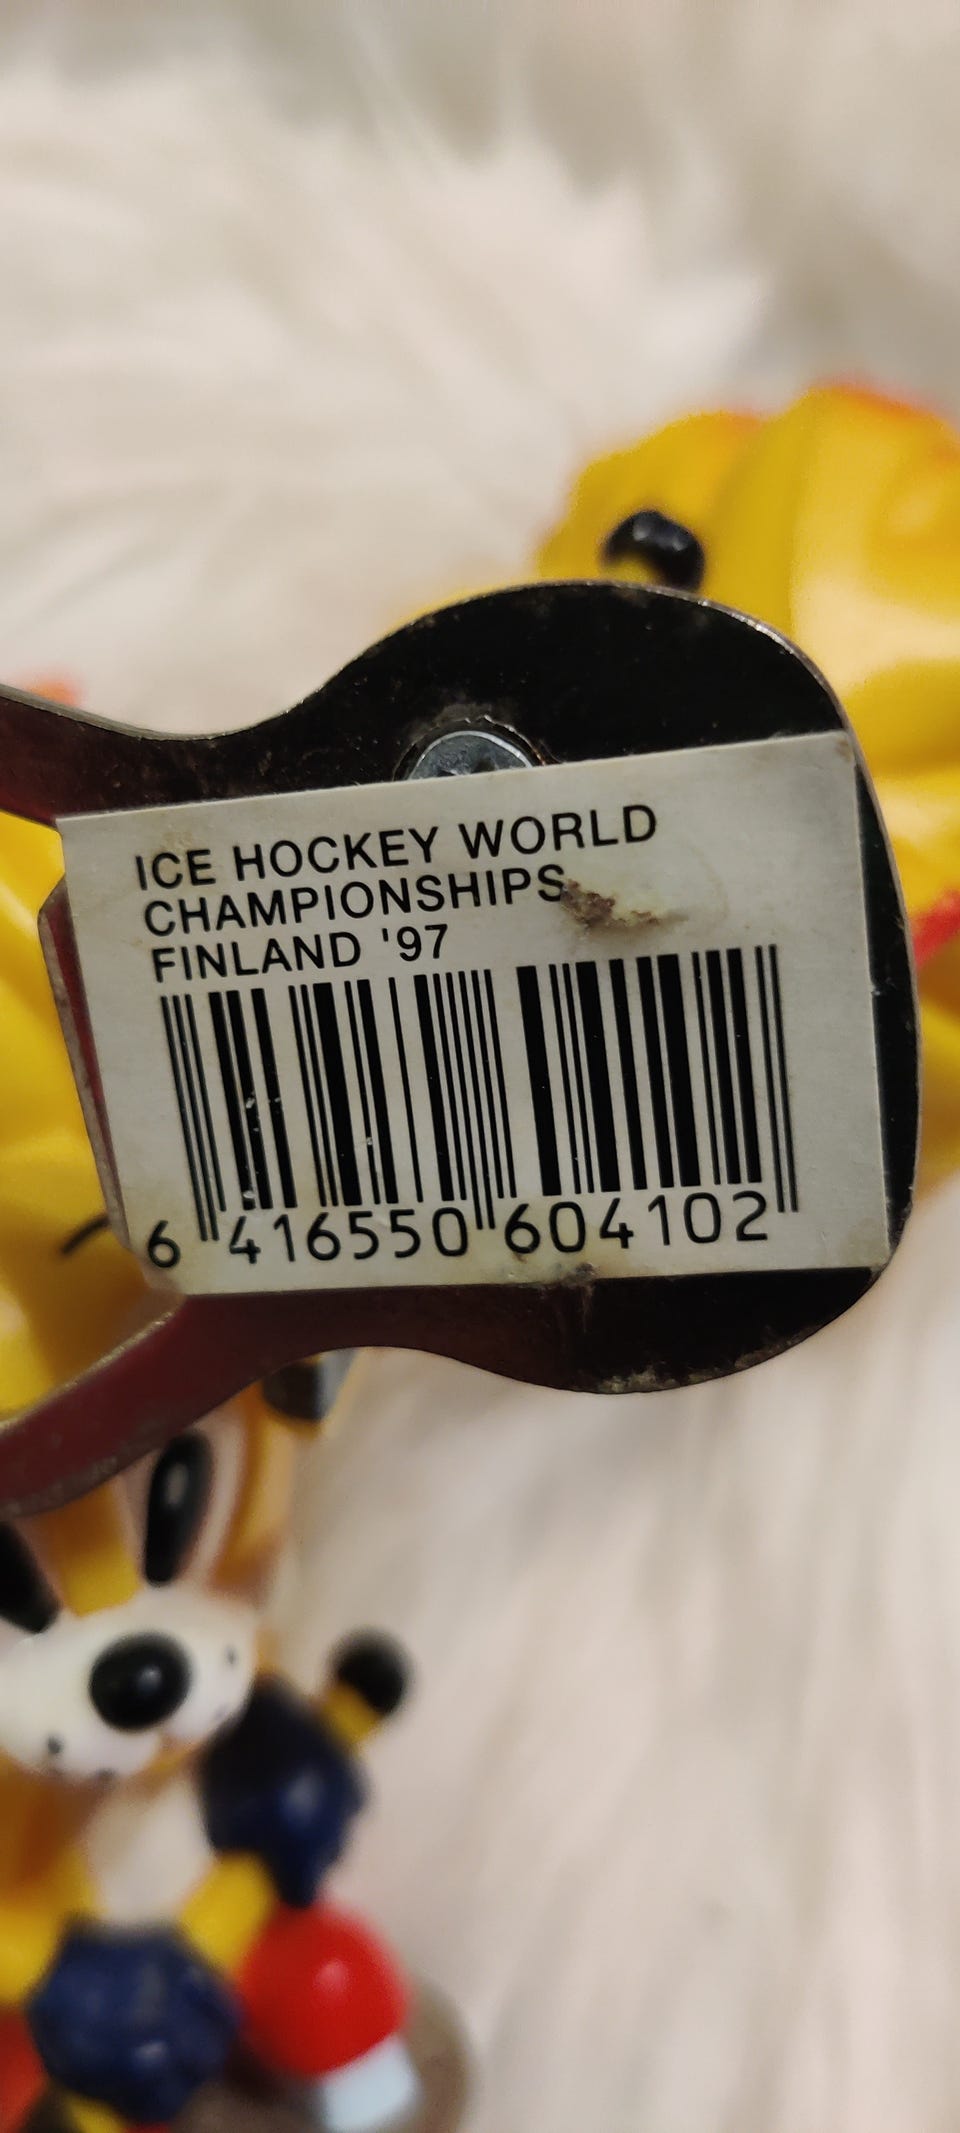 ICE HOCKEY WORLD
CHAMPIONSHIPS
FINLAND '97
6 416550 604102